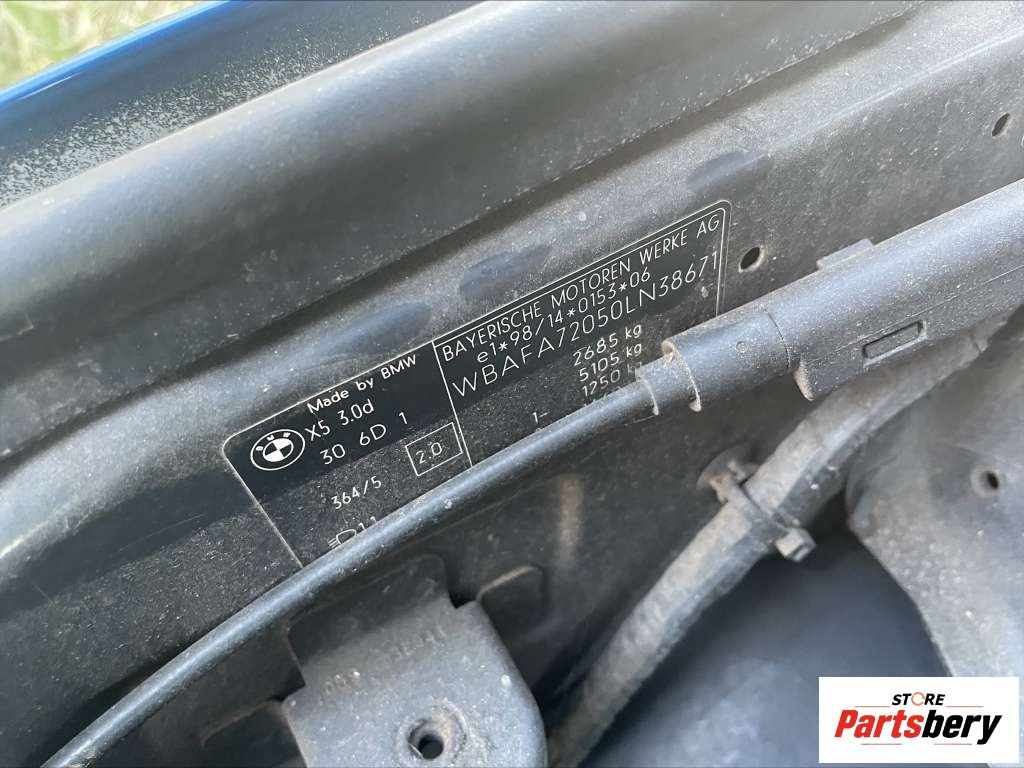 Made by BMW
X5 3.0d
30 6D 1
364/5
2.0
BAYERISCHE MOTOREN WERKE AG
e1*98/14*0153*06
WBAFA72050LN38671
2685 kg
5105 kg
1- 1250 kg
STORE
Partsbery